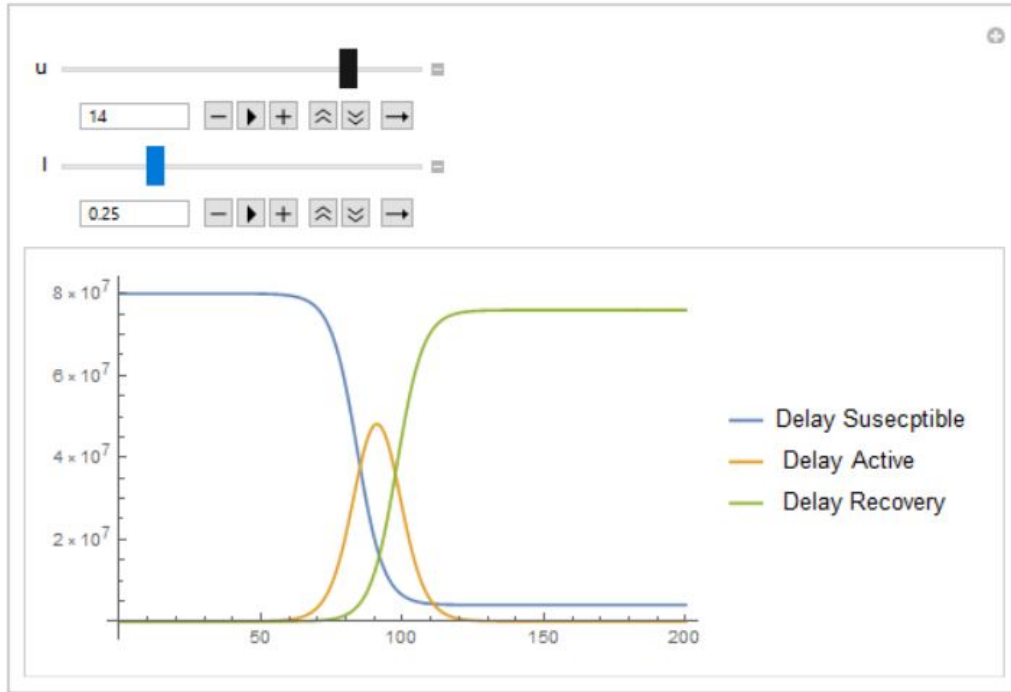 u
14
l
0.25
8 × 10^7
6 × 10^7
4 × 10^7
2 × 10^7
50 100 150 200
Delay Susecptible
Delay Active
Delay Recovery